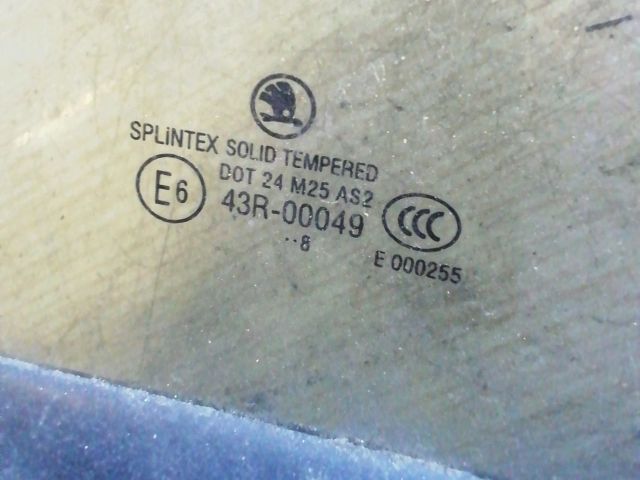 SPLiNTEX SOLID TEMPERED
DOT 24 M25 AS2
E6
43R-00049
CCC
··8
E 000255